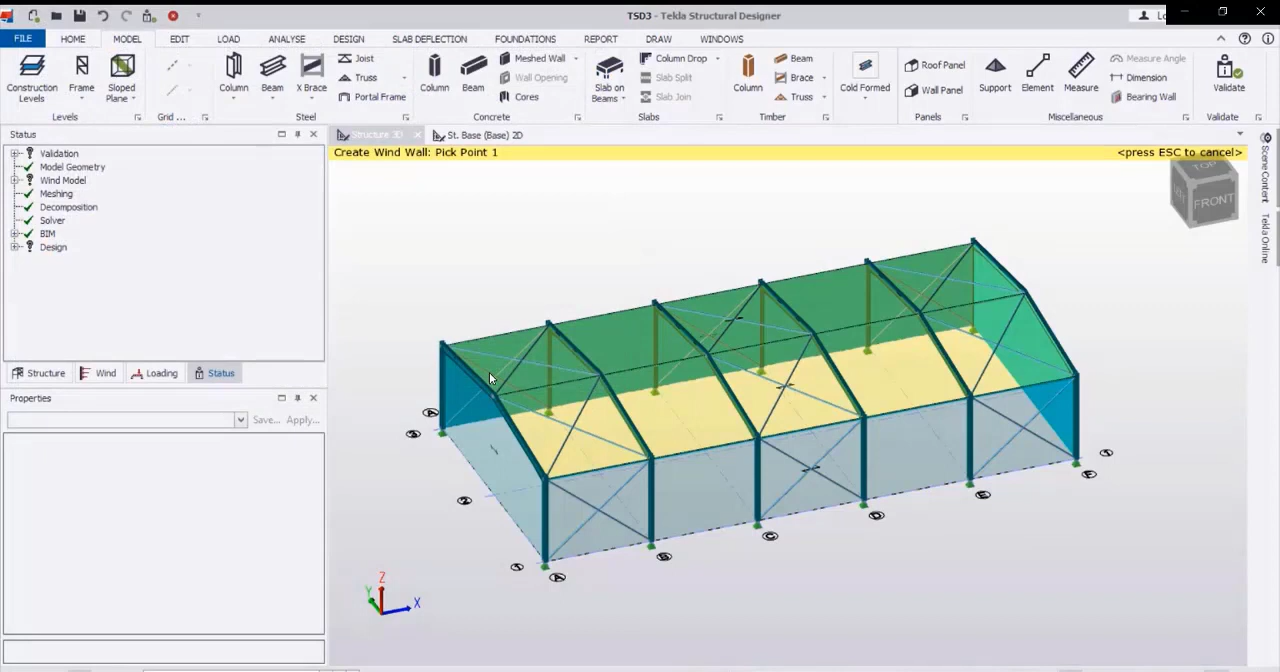 TSD3 - Tekla Structural Designer
FILE HOME MODEL EDIT LOAD ANALYSE DESIGN SLAB DEFLECTION FOUNDATIONS REPORT DRAW WINDOWS
Construction Levels
Frame
Sloped Plane
Levels
Grid ...
Column
Beam
X Brace
Joist
Truss
Portal Frame
Steel
Column
Beam
Meshed Wall
Wall Opening
Cores
Concrete
Slab on Beams
Column Drop
Slab Split
Slab Join
Slabs
Column
Beam
Brace
Truss
Timber
Cold Formed
Roof Panel
Wall Panel
Panels
Support
Element
Measure
Measure Angle
Dimension
Bearing Wall
Miscellaneous
Validate
Validate
Status
Validation
Model Geometry
Wind Model
Meshing
Decomposition
Solver
BIM
Design
Structure Wind Loading Status
Properties
Save... Apply...
Structure 3D
St. Base (Base) 2D
Create Wind Wall: Pick Point 1
<press ESC to cancel>
TOP
FRONT
Scene Content
Tekla Online
A
3
2
1
A
B
C
D
E
F
1
Z
Y
X